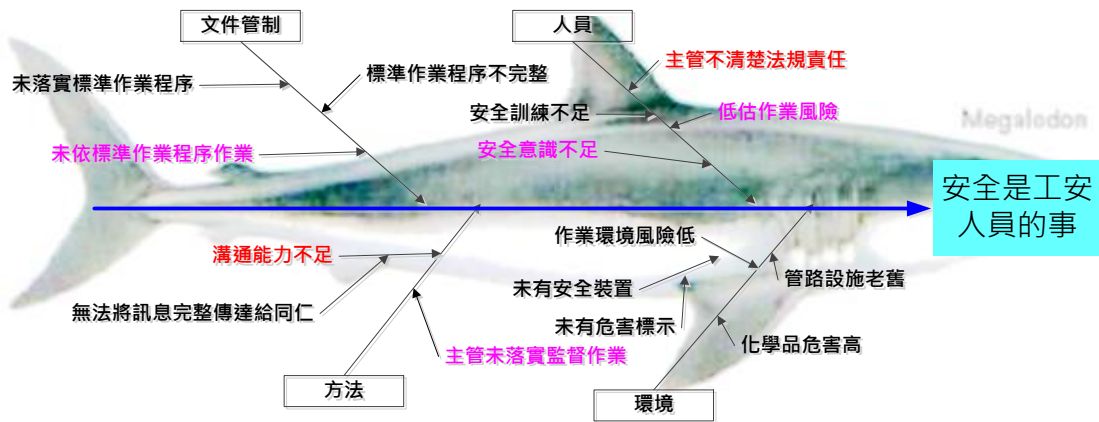 文件管制
人員
未落實標準作業程序
標準作業程序不完整
未依標準作業程序作業
主管不清楚法規責任
安全訓練不足
低估作業風險
安全意識不足
Megalodon
安全是工安
人員的事
溝通能力不足
無法將訊息完整傳達給同仁
主管未落實監督作業
方法
作業環境風險低
管路設施老舊
未有安全裝置
未有危害標示
化學品危害高
環境